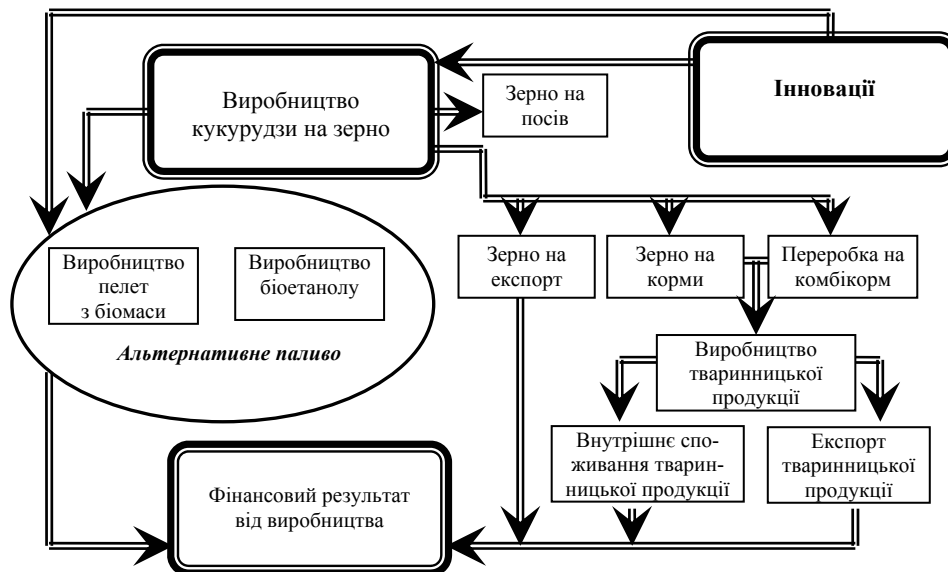 Інновації
Виробництво
кукурудзи на зерно
Зерно на
посів
Виробництво
пелет
з біомаси
Виробництво
біоетанолу
Альтернативне паливо
Зерно на
експорт
Зерно на
корми
Переробка на
комбікорм
Виробництво
тваринницької
продукції
Внутрішнє спо-
живання тварин-
ницької продукції
Експорт
тваринницької
продукції
Фінансовий результат
від виробництва